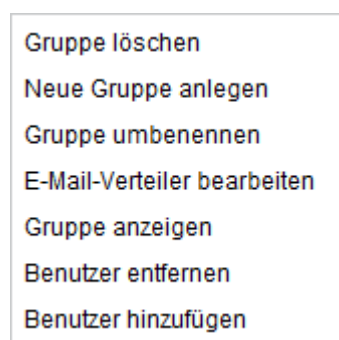 Gruppe löschen
Neue Gruppe anlegen
Gruppe umbenennen
E-Mail-Verteiler bearbeiten
Gruppe anzeigen
Benutzer entfernen
Benutzer hinzufügen